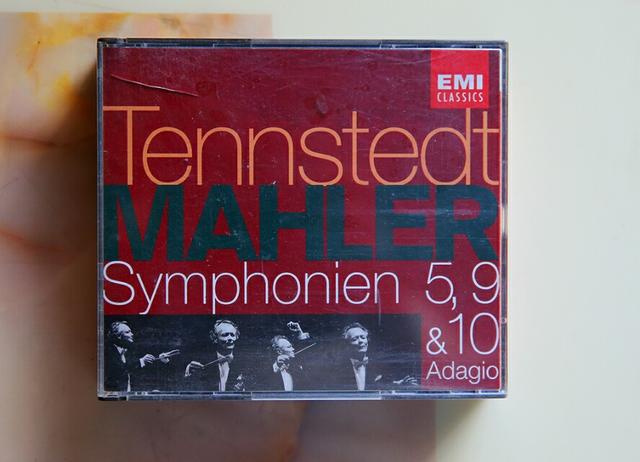 EMI
CLASSICS
Tennstedt
MAHLER
Symphonien 5, 9
&10
Adagio